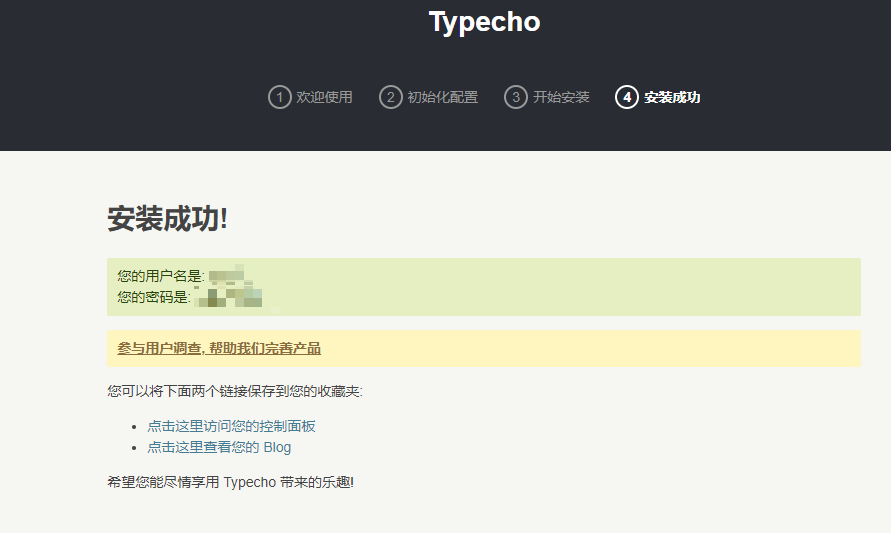 Typecho
1 欢迎使用 2 初始化配置 3 开始安装 4 安装成功
安装成功!
您的用户名是:
您的密码是:
参与用户调查, 帮助我们完善产品
您可以将下面两个链接保存到您的收藏夹:
点击这里访问您的控制面板
点击这里查看您的 Blog
希望您能尽情享用 Typecho 带来的乐趣!